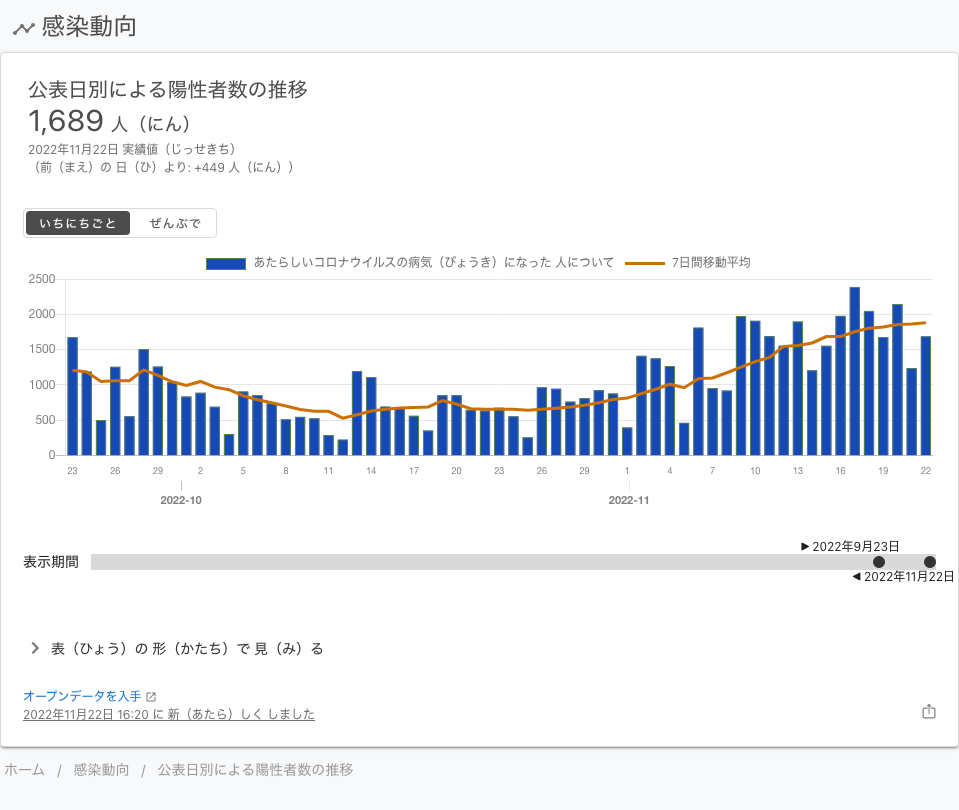 感染動向
公表日別による陽性者数の推移
1,689 人（にん）
2022年11月22日 実績値（じっせきち）
（前（まえ）の 日（ひ）より: +449 人（にん））
いちにちごと ぜんぶで
あたらしいコロナウイルスの病気（びょうき）になった 人について 7日間移動平均
2500
2000
1500
1000
500
0
23 26 29 2 5 8 11 14 17 20 23 26 29 1 4 7 10 13 16 19 22
2022-10 2022-11
▶ 2022年9月23日
表示期間
◀ 2022年11月22日
表（ひょう）の 形（かたち）で 見（み）る
オープンデータを入手
2022年11月22日 16:20 に 新（あたら）しく しました
ホーム / 感染動向 / 公表日別による陽性者数の推移